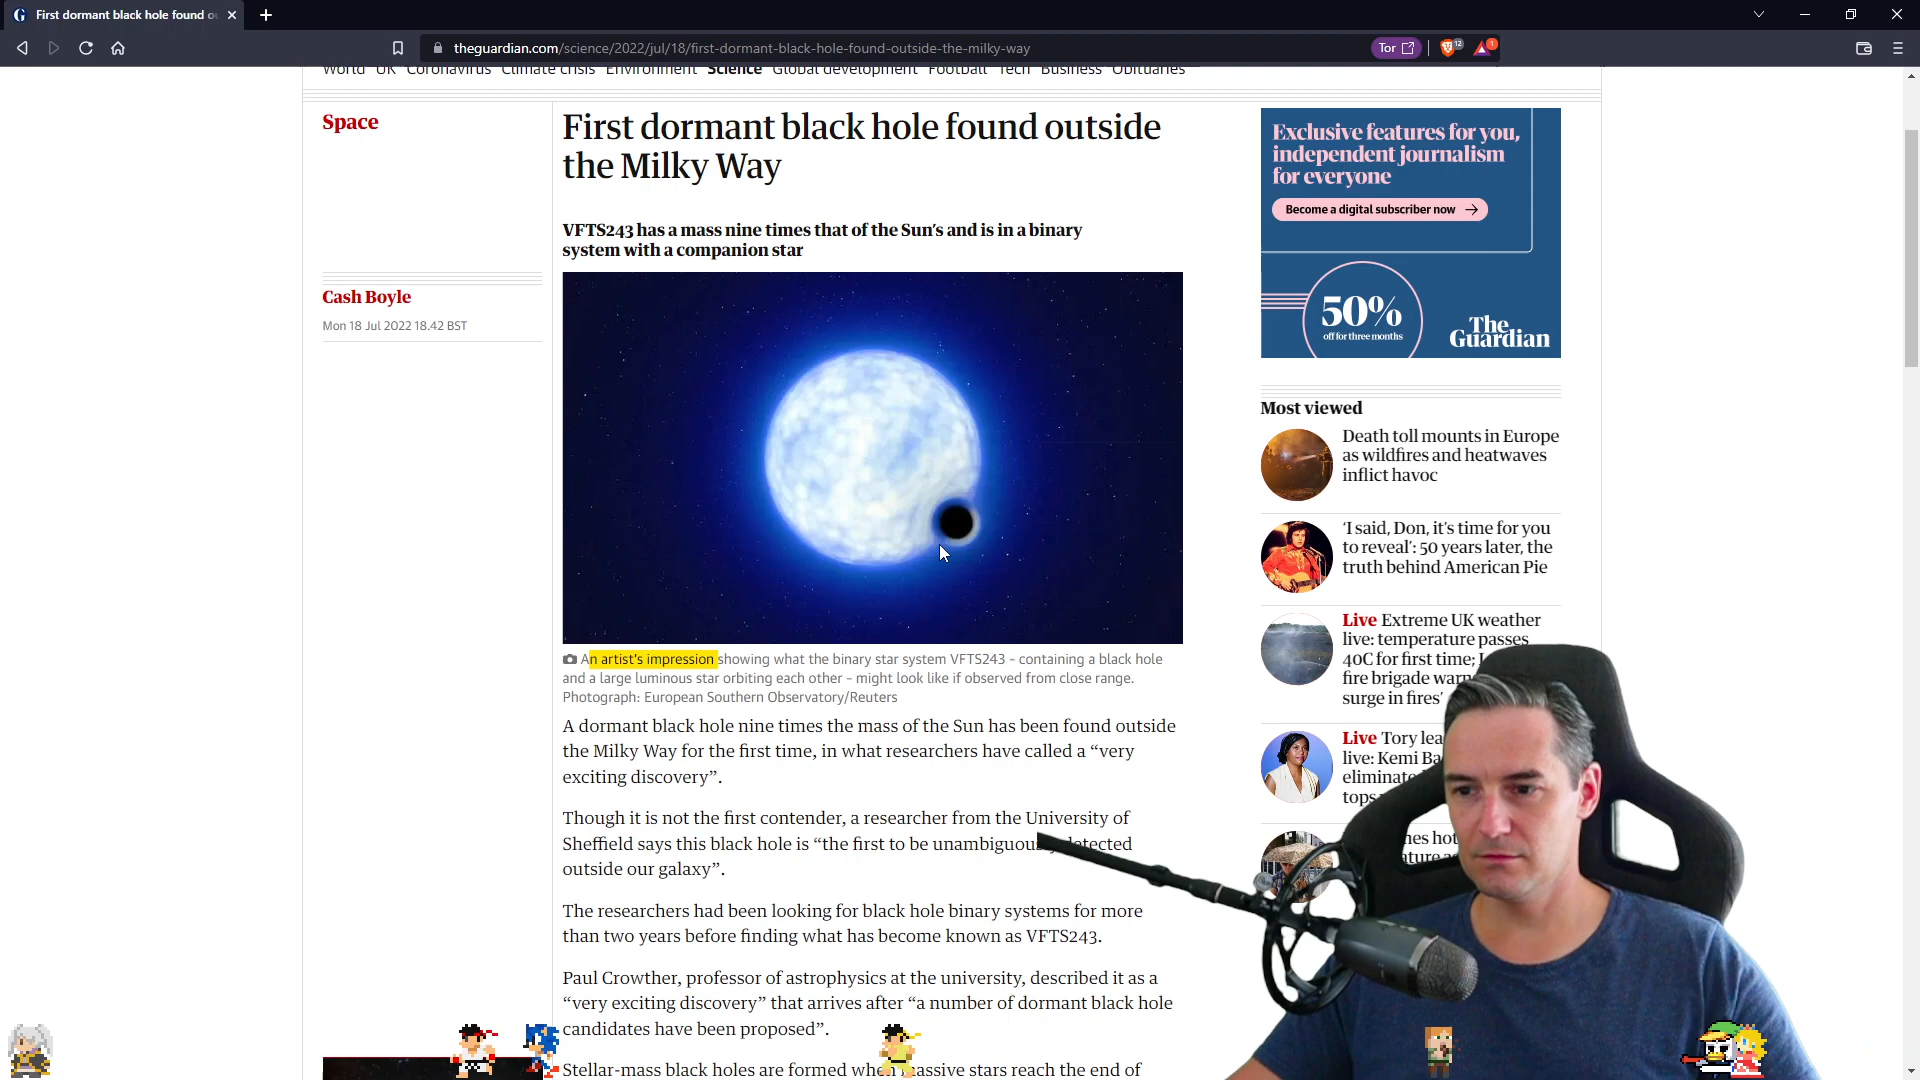 First dormant black hole found o
theguardian.com/science/2022/jul/18/first-dormant-black-hole-found-outside-the-milky-way
Tor
12
1
World UK Coronavirus Climate crisis Environment Science Global development Football Tech Business Obituaries
Space
Cash Boyle
Mon 18 Jul 2022 18.42 BST
First dormant black hole found outside
the Milky Way
VFTS243 has a mass nine times that of the Sun's and is in a binary
system with a companion star
An artist's impression showing what the binary star system VFTS243 – containing a black hole
and a large luminous star orbiting each other – might look like if observed from close range.
Photograph: European Southern Observatory/Reuters
A dormant black hole nine times the mass of the Sun has been found outside
the Milky Way for the first time, in what researchers have called a “very
exciting discovery”.
Though it is not the first contender, a researcher from the University of
Sheffield says this black hole is “the first to be unambiguously detected
outside our galaxy”.
The researchers had been looking for black hole binary systems for more
than two years before finding what has become known as VFTS243.
Paul Crowther, professor of astrophysics at the university, described it as a
“very exciting discovery” that arrives after “a number of dormant black hole
candidates have been proposed”.
Stellar-mass black holes are formed when massive stars reach the end of
Exclusive features for you,
independent journalism
for everyone
Become a digital subscriber now
50%
off for three months
The
Guardian
Most viewed
Death toll mounts in Europe
as wildfires and heatwaves
inflict havoc
‘I said, Don, it’s time for you
to reveal’: 50 years later, the
truth behind American Pie
Live Extreme UK weather
live: temperature passes
40C for first time;
fire brigade warn
surge in fires’
Live Tory lea
live: Kemi Ba
eliminate
tops